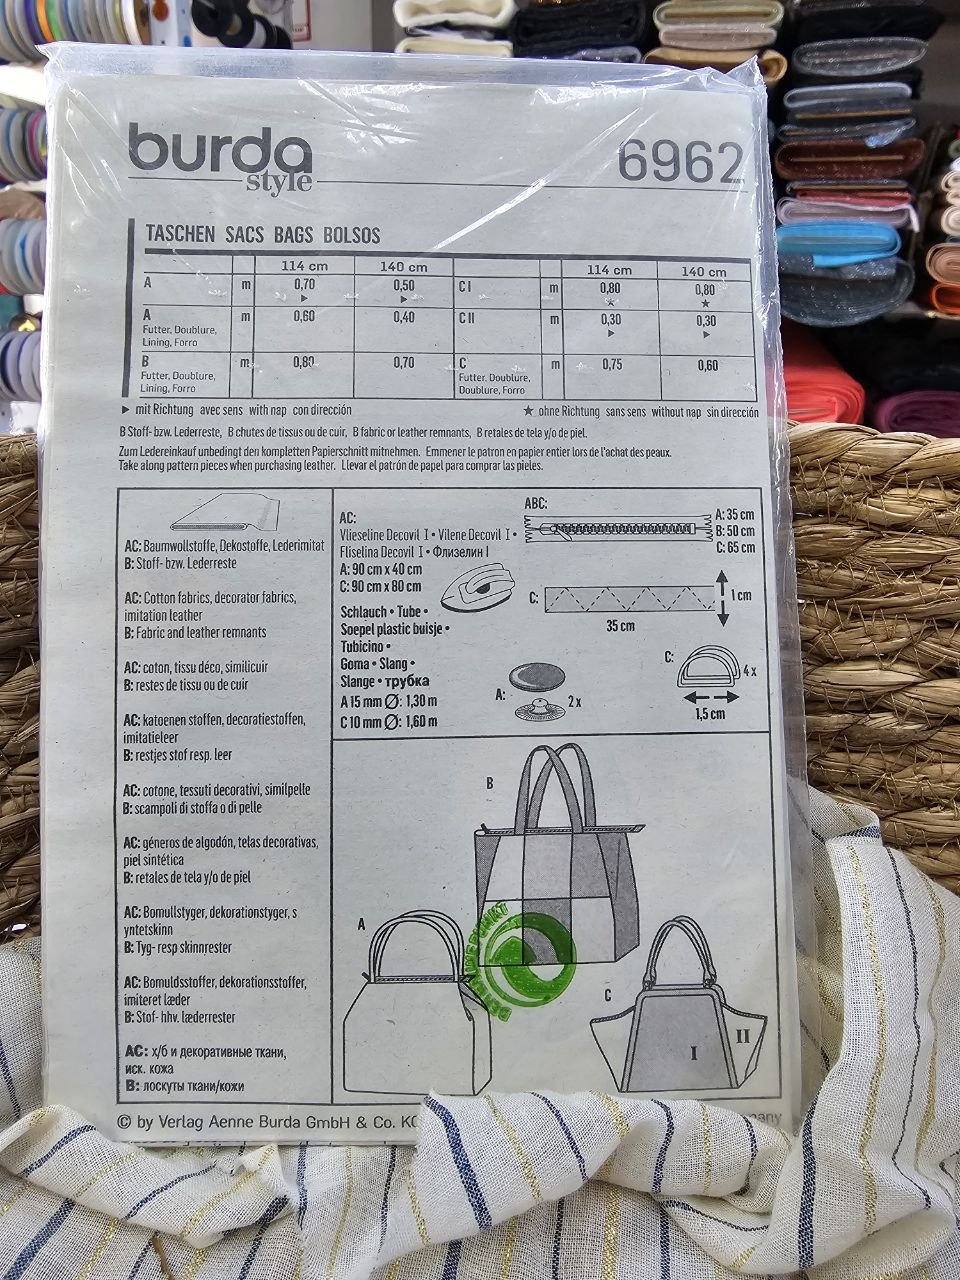 burda
style
6962
TASCHEN SACS BAGS BOLSOS
114 cm 140 cm 114 cm 140 cm
A m 0,70 ▶ 0,50 ▶ C I m 0,80 ★ 0,80 ★
A m 0,60 0,40 C II m 0,30 ▶ 0,30 ▶
Futter, Doublure,
Lining, Forro
B m 0,80 0,70 C m 0,75 0,60
Futter, Doublure, Futter, Doublure,
Lining, Forro Doublure, Forro
▶ mit Richtung avec sens with nap con dirección ★ ohne Richtung sans sens without nap sin dirección
B Stoff- bzw. Lederreste, B chutes de tissus ou de cuir, B fabric or leather remnants, B retales de tela y/o de piel.
Zum Ledereinkauf unbedingt den kompletten Papierschnitt mitnehmen. Emmener le patron en papier entier lors de l'achat des peaux.
Take along pattern pieces when purchasing leather. Llevar el patrón de papel para comprar las pieles.
AC: Baumwollstoffe, Dekostoffe, Lederimitat
B: Stoff- bzw. Lederreste
AC: Cotton fabrics, decorator fabrics,
imitation leather
B: Fabric and leather remnants
AC: coton, tissu déco, similicuir
B: restes de tissu ou de cuir
AC: katoenen stoffen, decoratiestoffen,
imitatieleer
B: restjes stof resp. leer
AC: cotone, tessuti decorativi, similpelle
B: scampoli di stoffa o di pelle
AC: géneros de algodón, telas decorativas,
piel sintética
B: retales de tela y/o de piel
AC: Bomullstyger, dekorationstyger, s
yntetskinn
B: Tyg- resp skinnrester
AC: Bomuldsstoffer, dekorationsstoffer,
imiteret læder
B: Stof- hhv. læderrester
AC: х/б и декоративные ткани,
иск. кожа
B: лоскуты ткани/кожи
AC:
Vlieseline Decovil I • Vilene Decovil I •
Fliselina Decovil I • Флизелин I
A: 90 cm x 40 cm
C: 90 cm x 80 cm
Schlauch • Tube •
Soepel plastic buisje •
Tubicino •
Goma • Slang •
Slange • трубка
A 15 mm Ø: 1,30 m
C 10 mm Ø: 1,60 m
ABC:
A: 35 cm
B: 50 cm
C: 65 cm
C:
1 cm
35 cm
C:
4 x
1,5 cm
A:
2 x
B
A
C
I
II
© by Verlag Aenne Burda GmbH & Co. KG